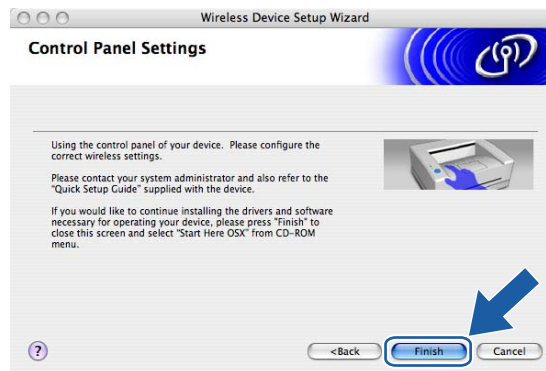 Wireless Device Setup Wizard
Control Panel Settings
Using the control panel of your device.  Please configure the
correct wireless settings.
Please contact your system administrator and also refer to the
"Quick Setup Guide" supplied with the device.
If you would like to continue installing the drivers and software
necessary for operating your device, please press "Finish" to
close this screen and select "Start Here OSX" from CD-ROM
menu.
?
<Back
Finish
Cancel